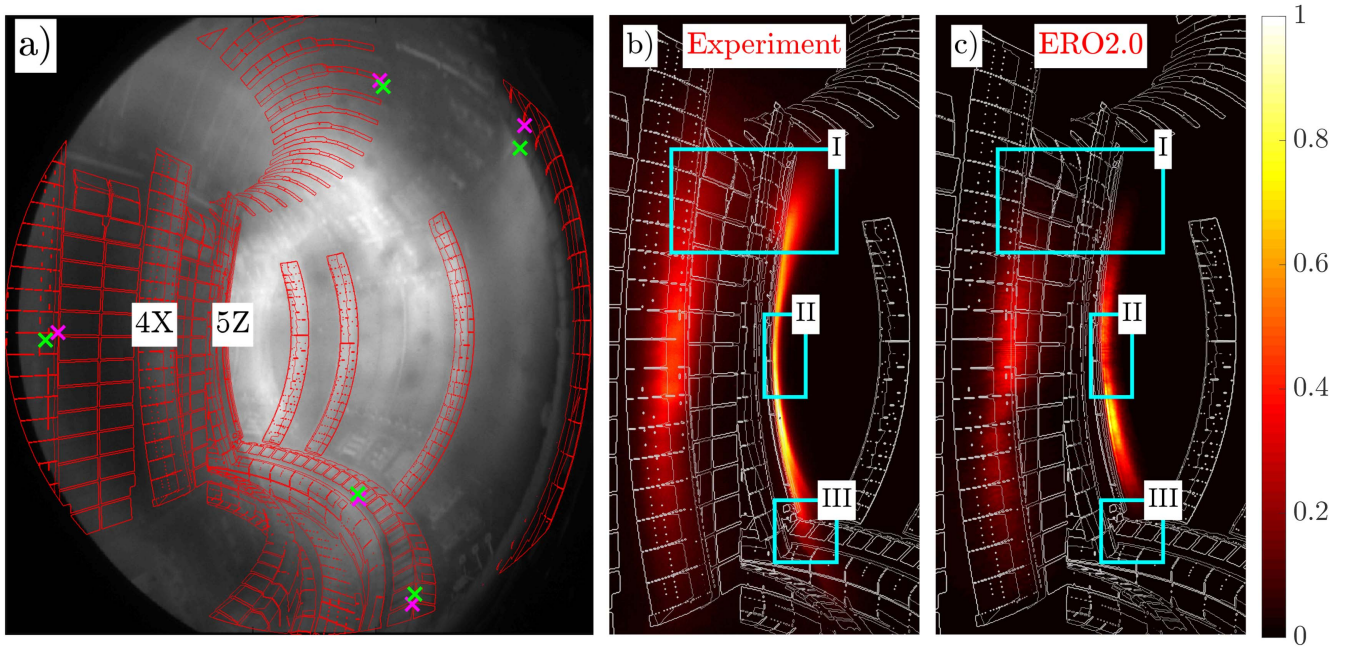 a)
4X
5Z
b)
Experiment
I
II
III
c)
ERO2.0
I
II
III
1
0.8
0.6
0.4
0.2
0